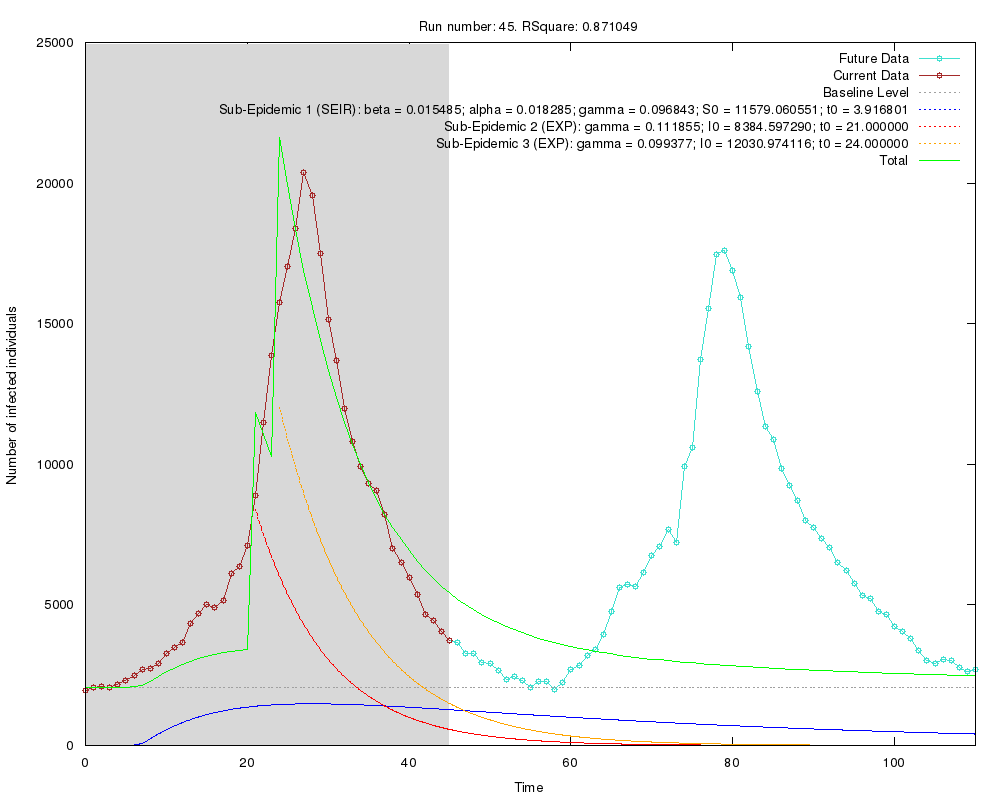 Run number: 45. RSquare: 0.871049
25000
20000
15000
10000
5000
0
Number of infected individuals
Future Data
Current Data
Baseline Level
Sub-Epidemic 1 (SEIR): beta = 0.015485; alpha = 0.018285; gamma = 0.096843; S0 = 11579.060551; t0 = 3.916801
Sub-Epidemic 2 (EXP): gamma = 0.111855; I0 = 8384.597290; t0 = 21.000000
Sub-Epidemic 3 (EXP): gamma = 0.099377; I0 = 12030.974116; t0 = 24.000000
Total
0 20 40 60 80 100
Time